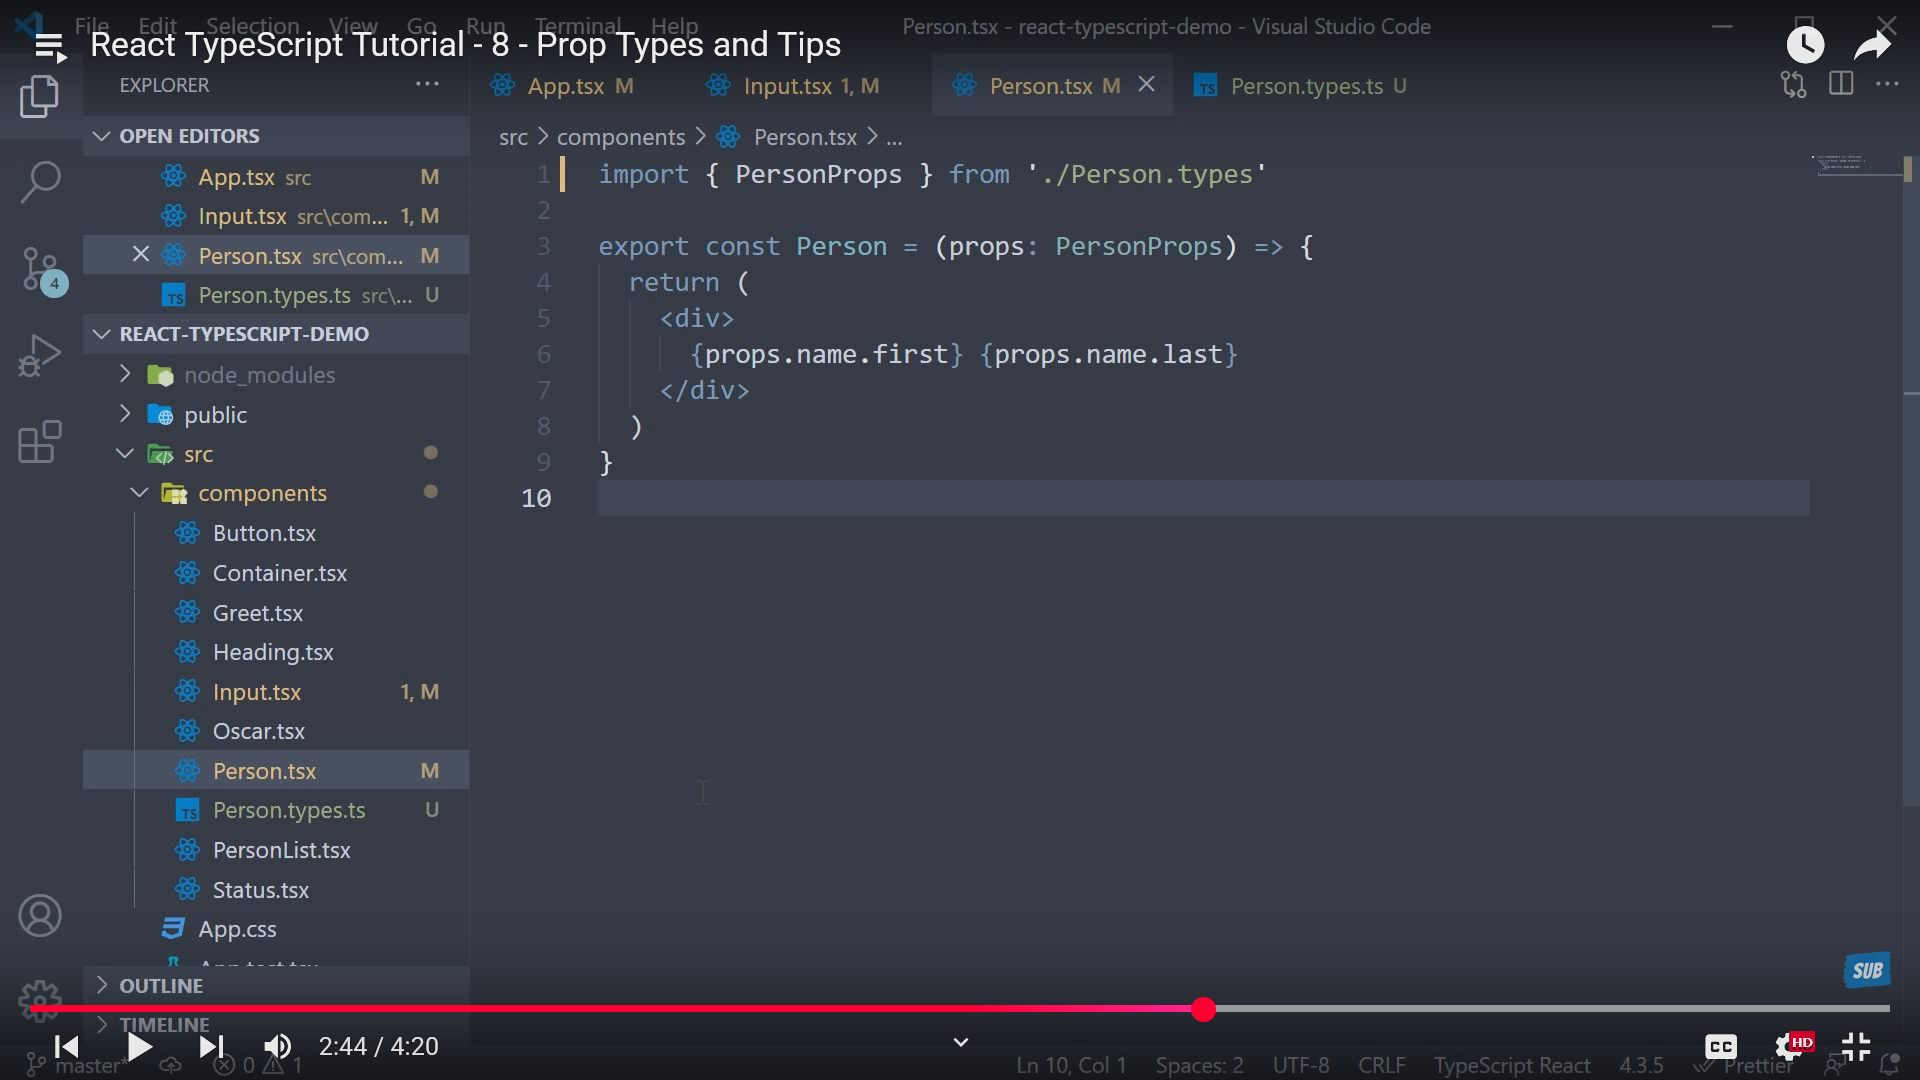 File Edit Selection View Go Run Terminal Help
Person.tsx - react-typescript-demo - Visual Studio Code
React TypeScript Tutorial - 8 - Prop Types and Tips
EXPLORER
App.tsx M
Input.tsx 1, M
Person.tsx M
TS Person.types.ts U
OPEN EDITORS
App.tsx src M
Input.tsx src\com... 1, M
Person.tsx src\com... M
TS Person.types.ts src\... U
REACT-TYPESCRIPT-DEMO
node_modules
public
src
components
Button.tsx
Container.tsx
Greet.tsx
Heading.tsx
Input.tsx 1, M
Oscar.tsx
Person.tsx M
TS Person.types.ts U
PersonList.tsx
Status.tsx
App.css
App.test.tsx
OUTLINE
TIMELINE
4
src > components > Person.tsx > ...
1 import { PersonProps } from './Person.types'
2
3 export const Person = (props: PersonProps) => {
4 return (
5 <div>
6 {props.name.first} {props.name.last}
7 </div>
8 )
9 }
10
SUB
2:44 / 4:20
CC
HD
master* 0 1
Ln 10, Col 1 Spaces: 2 UTF-8 CRLF TypeScript React 4.3.5 Prettier